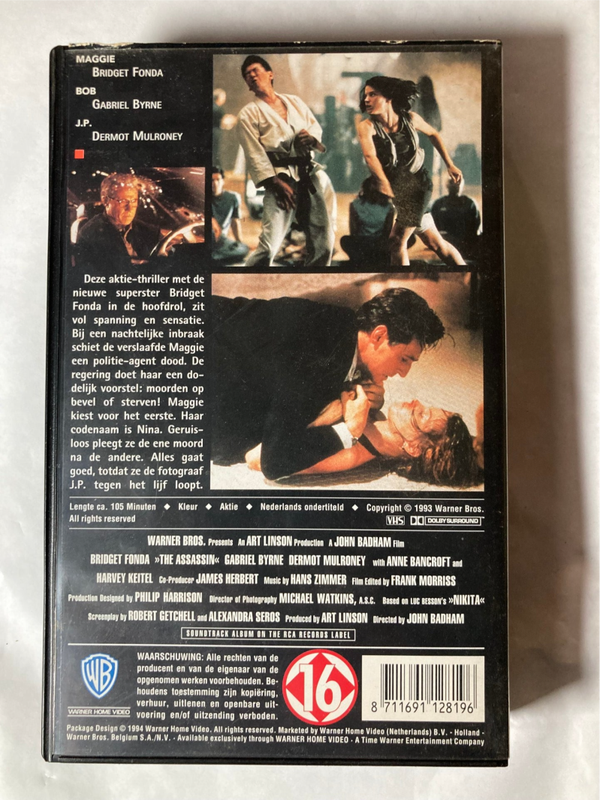 MAGGIE
BRIDGET FONDA
BOB
GABRIEL BYRNE
J.P.
DERMOT MULRONEY
Deze aktie-thriller met de
nieuwe superster Bridget
Fonda in de hoofdrol, zit
vol spanning en sensatie.
Bij een nachtelijke inbraak
schiet de verslaafde Maggie
een politie-agent dood. De
regering doet haar een do-
delijk voorstel: moorden op
bevel of sterven! Maggie
kiest voor het eerste. Haar
codenaam is Nina. Geruis-
loos pleegt ze de ene moord
na de andere. Alles gaat
goed, totdat ze de fotograaf
J.P. tegen het lijf loopt.
Lengte ca. 105 Minuten ◆ Kleur ◆ Aktie ◆ Nederlands ondertiteld ◆ Copyright © 1993 Warner Bros.
All rights reserved
VHS DOLBY SURROUND
WARNER BROS. Presents An ART LINSON Production A JOHN BADHAM Film
BRIDGET FONDA »THE ASSASSIN« GABRIEL BYRNE DERMOT MULRONEY with ANNE BANCROFT and
HARVEY KEITEL Co-Producer JAMES HERBERT Music by HANS ZIMMER Film Edited by FRANK MORRISS
Production Designed by PHILIP HARRISON Director of Photography MICHAEL WATKINS, A.S.C. Based on LUC BESSON'S »NIKITA«
Screenplay by ROBERT GETCHELL and ALEXANDRA SEROS Produced by ART LINSON Directed by JOHN BADHAM
SOUNDTRACK ALBUM ON THE RCA RECORDS LABEL
WB
WARNER HOME VIDEO
WAARSCHUWING: Alle rechten van de
producent en van de eigenaar van de
opgenomen werken voorbehouden. Be-
houdens toestemming zijn kopiëring,
verhuur, uitlenen en openbare uit-
voering en/of uitzending verboden.
16
8 711691 128196
Package Design © 1994 Warner Home Video. All rights reserved. Marketed by Warner Home Video (Netherlands) B.V. - Holland -
Warner Bros. Belgium S.A./N.V. - Available exclusively through WARNER HOME VIDEO - A Time Warner Entertainment Company